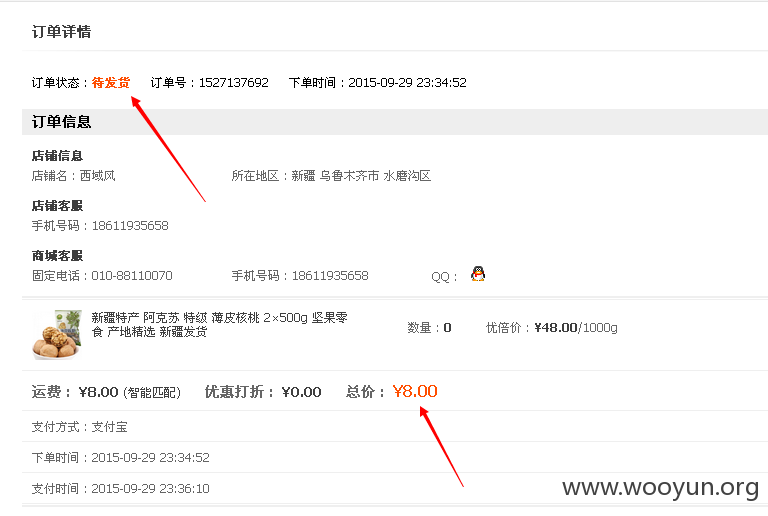 订单详情
订单状态：待发货 订单号：1527137692 下单时间：2015-09-29 23:34:52
订单信息
店铺信息
店铺名：西域风 所在地区：新疆 乌鲁木齐市 水磨沟区
店铺客服
手机号码：18611935658
商城客服
固定电话：010-88110070 手机号码：18611935658 QQ：
新疆特产 阿克苏 特级 薄皮核桃 2×500g 坚果零
食 产地精选 新疆发货
数量：0 优倍价：¥48.00/1000g
运费：¥8.00 (智能匹配) 优惠打折：¥0.00 总价：¥8.00
支付方式：支付宝
下单时间：2015-09-29 23:34:52
支付时间：2015-09-29 23:36:10
www.wooyun.org